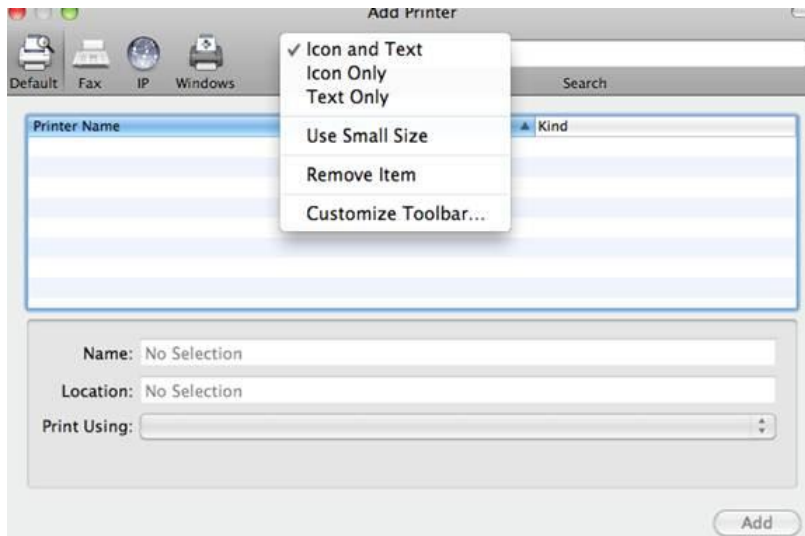 Add Printer
Default
Fax
IP
Windows
✓ Icon and Text
Icon Only
Text Only
Use Small Size
Remove Item
Customize Toolbar...
Search
Printer Name
Kind
Name: No Selection
Location: No Selection
Print Using:
Add